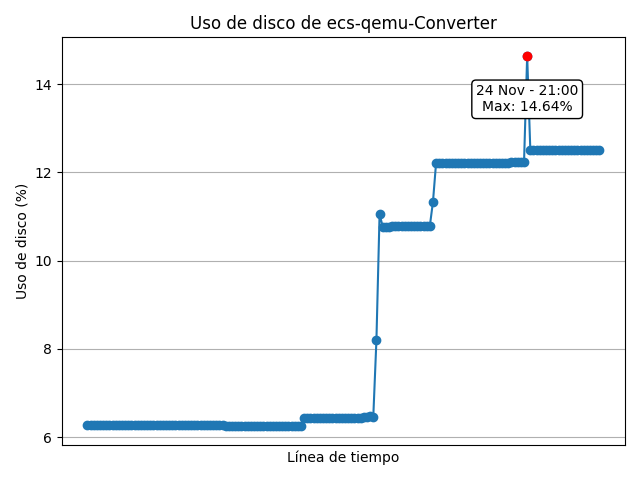 Uso de disco de ecs-qemu-Converter
14
12
10
8
6
Uso de disco (%)
24 Nov - 21:00
Max: 14.64%
Línea de tiempo